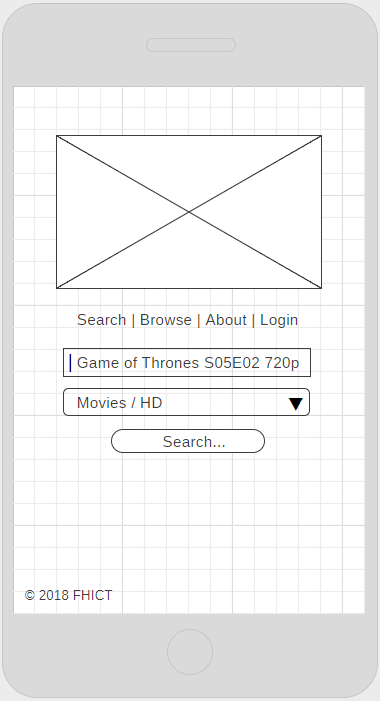 Search | Browse | About | Login
Game of Thrones S05E02 720p
Movies / HD
Search...
© 2018 FHICT